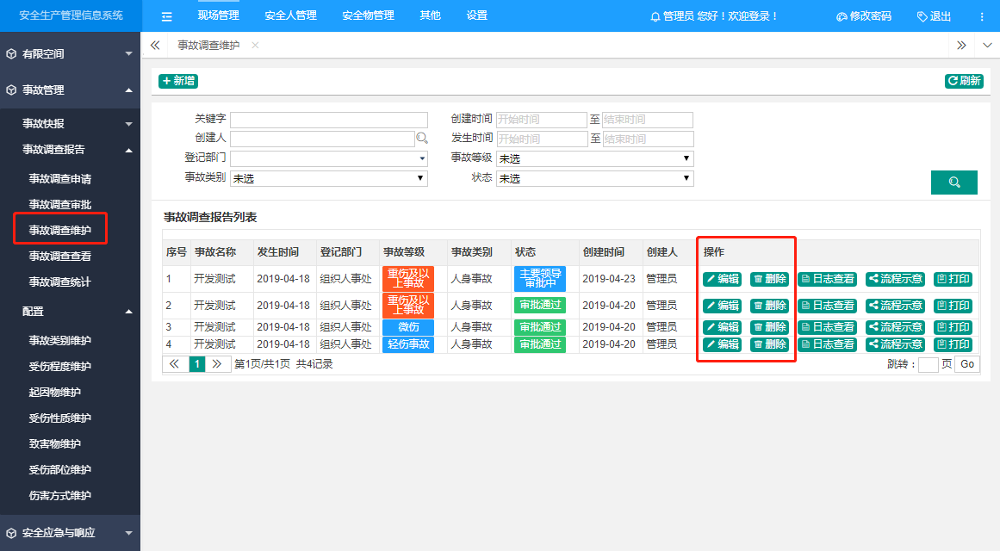 安全生产管理信息系统
现场管理 安全人管理 安全物管理 其他 设置
管理员 您好！欢迎登录！ 修改密码 退出
有限空间
事故管理
事故快报
事故调查报告
事故调查申请
事故调查审批
事故调查维护
事故调查查看
事故调查统计
配置
事故类别维护
受伤程度维护
起因物维护
受伤性质维护
致害物维护
受伤部位维护
伤害方式维护
安全应急与响应
事故调查维护
新增 刷新
关键字 创建时间 开始时间 至 结束时间
创建人 发生时间 开始时间 至 结束时间
登记部门 事故等级 未选
事故类别 未选 状态 未选
事故调查报告列表
序号 事故名称 发生时间 登记部门 事故等级 事故类别 状态 创建时间 创建人 操作
1 开发测试 2019-04-18 组织人事处 重伤及以上事故 人身事故 主要领导审批中 2019-04-23 管理员 编辑 删除 日志查看 流程示意 打印
2 开发测试 2019-04-18 组织人事处 重伤及以上事故 人身事故 审批通过 2019-04-20 管理员 编辑 删除 日志查看 流程示意 打印
3 开发测试 2019-04-18 组织人事处 微伤 人身事故 审批通过 2019-04-20 管理员 编辑 删除 日志查看 流程示意 打印
4 开发测试 2019-04-18 组织人事处 轻伤事故 人身事故 审批通过 2019-04-20 管理员 编辑 删除 日志查看 流程示意 打印
1 第1页/共1页 共4记录 跳转： 页 Go